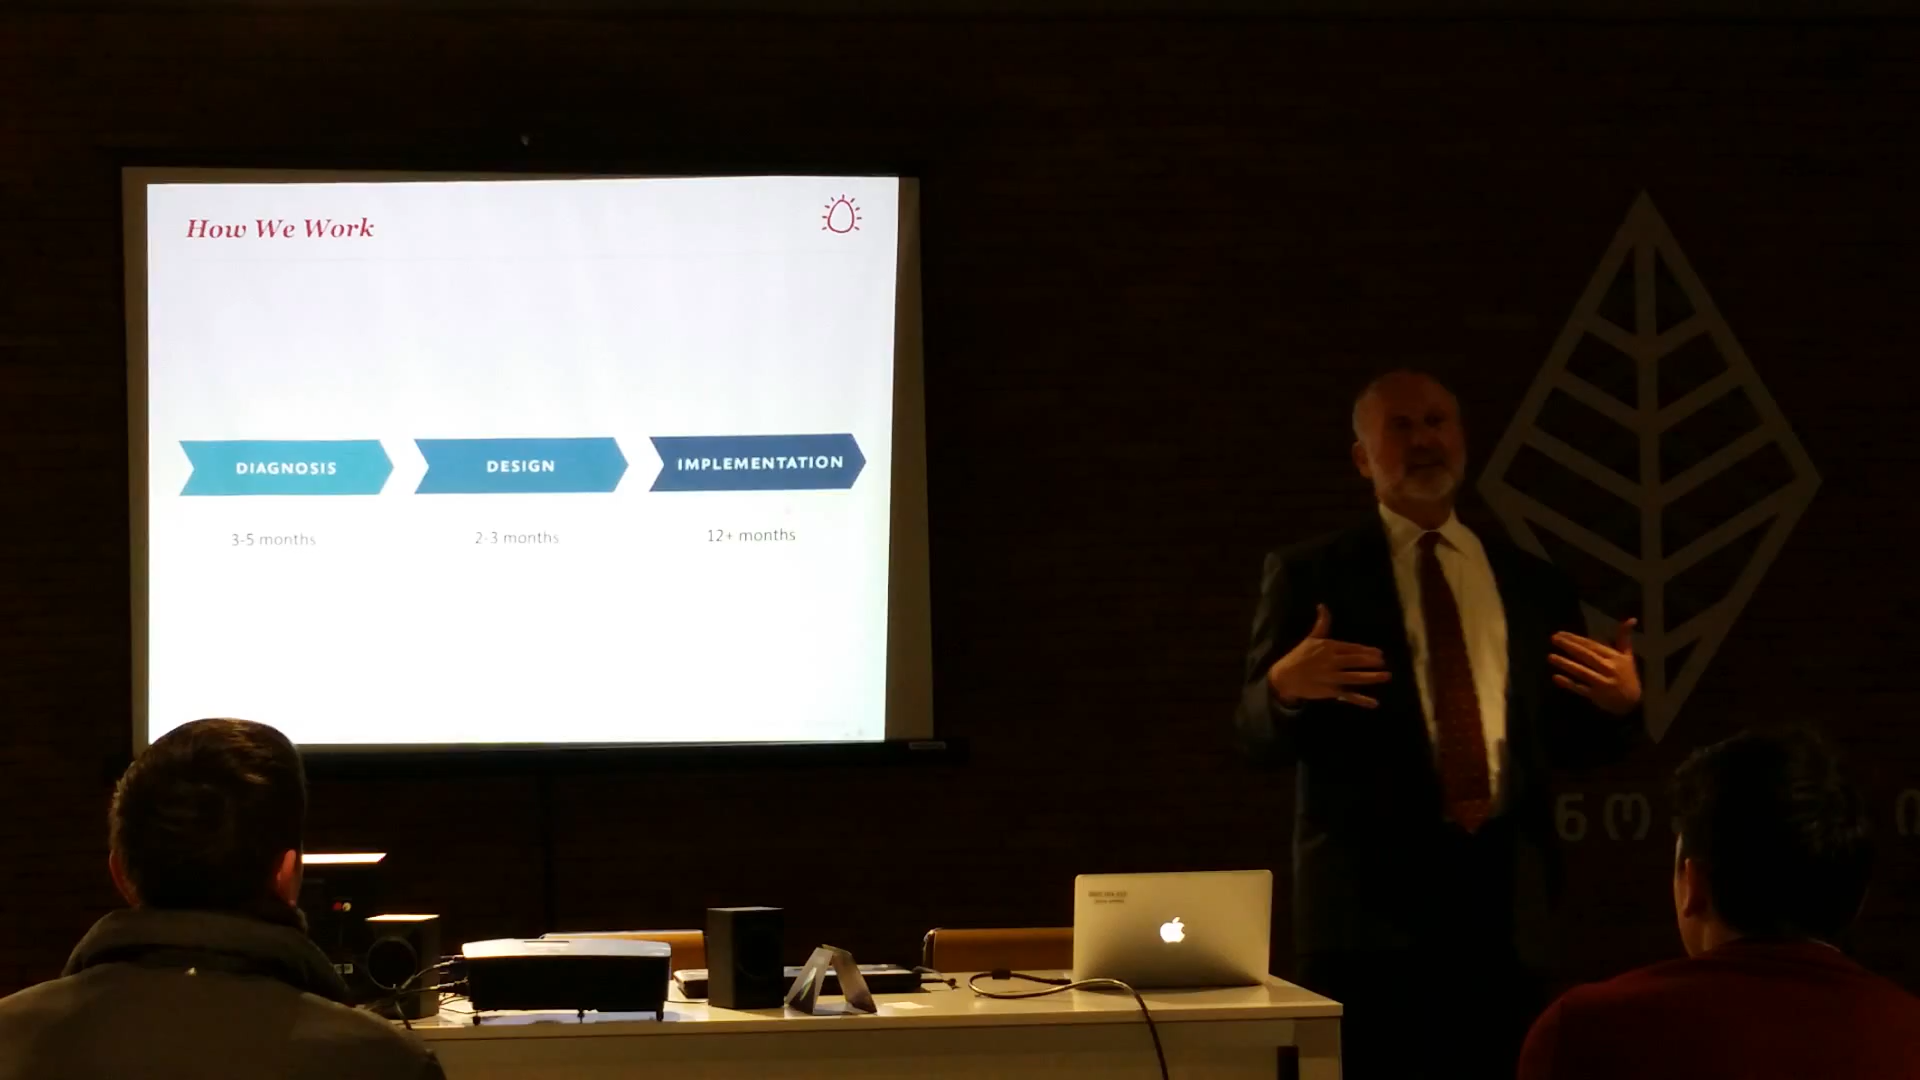 How We Work
DIAGNOSIS
DESIGN
IMPLEMENTATION
3-5 months
2-3 months
12+ months